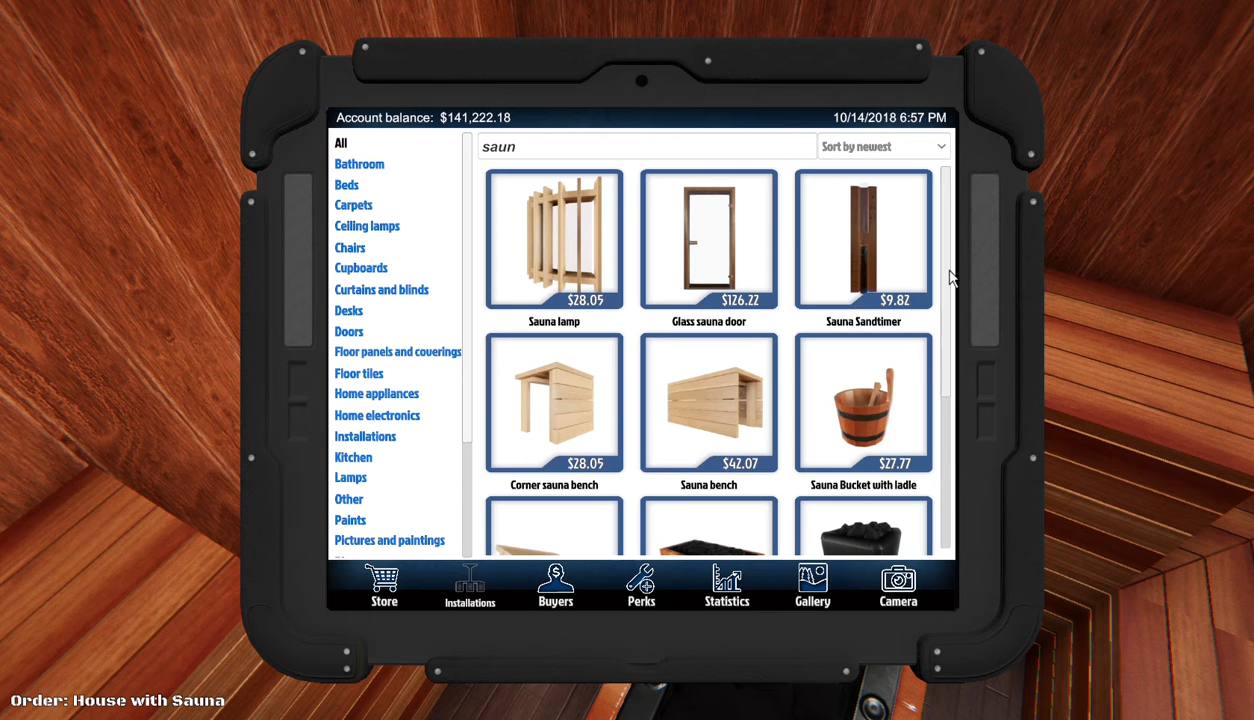 Account balance: $141,222.18 10/14/2018 6:57 PM
saun Sort by newest
All
Bathroom
Beds
Carpets
Ceiling lamps
Chairs
Cupboards
Curtains and blinds
Desks
Doors
Floor panels and coverings
Floor tiles
Home appliances
Home electronics
Installations
Kitchen
Lamps
Other
Paints
Pictures and paintings
$28.05 $126.22 $9.82
Sauna lamp Glass sauna door Sauna Sandtimer
$28.05 $42.07 $27.77
Corner sauna bench Sauna bench Sauna Bucket with ladle
Store Installations Buyers Perks Statistics Gallery Camera
Order: House with Sauna